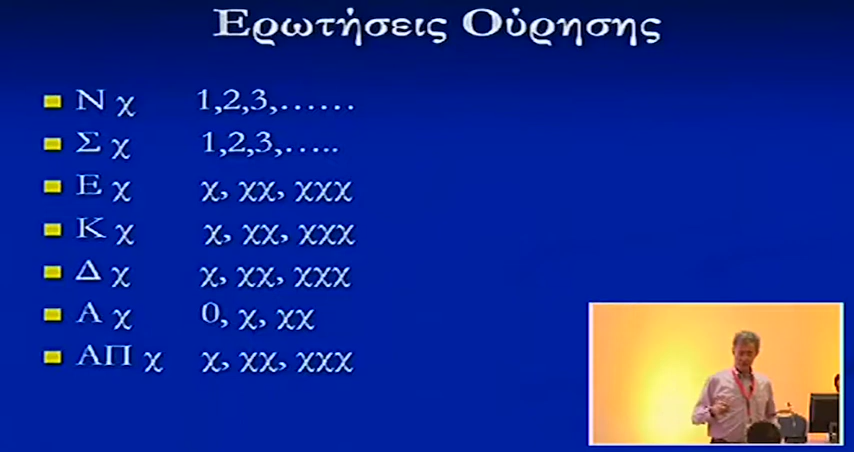 Ερωτήσεις Ούρησης
Ν χ 1,2,3,......
Σ χ 1,2,3,.....
Ε χ χ, χχ, χχχ
Κ χ χ, χχ, χχχ
Δ χ χ, χχ, χχχ
Α χ 0, χ, χχ
ΑΠ χ χ, χχ, χχχ